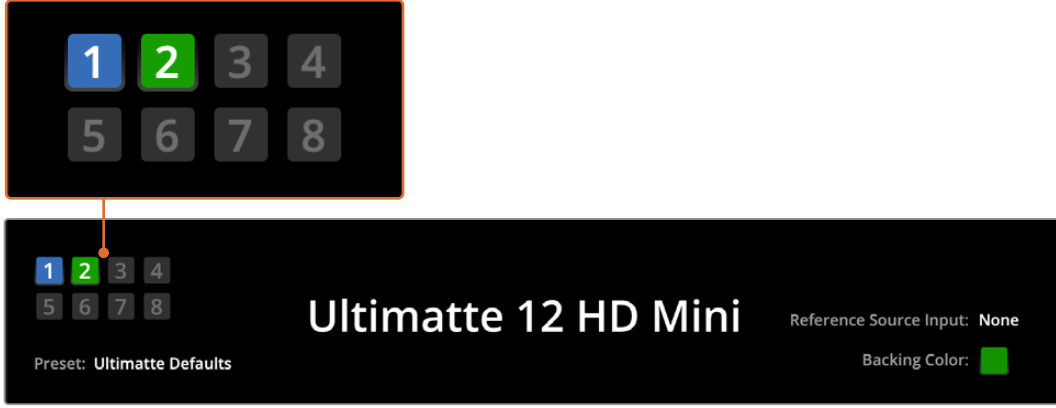 1 2 3 4
5 6 7 8
1 2 3 4
5 6 7 8
Ultimatte 12 HD Mini
Reference Source Input: None
Preset: Ultimatte Defaults
Backing Color: